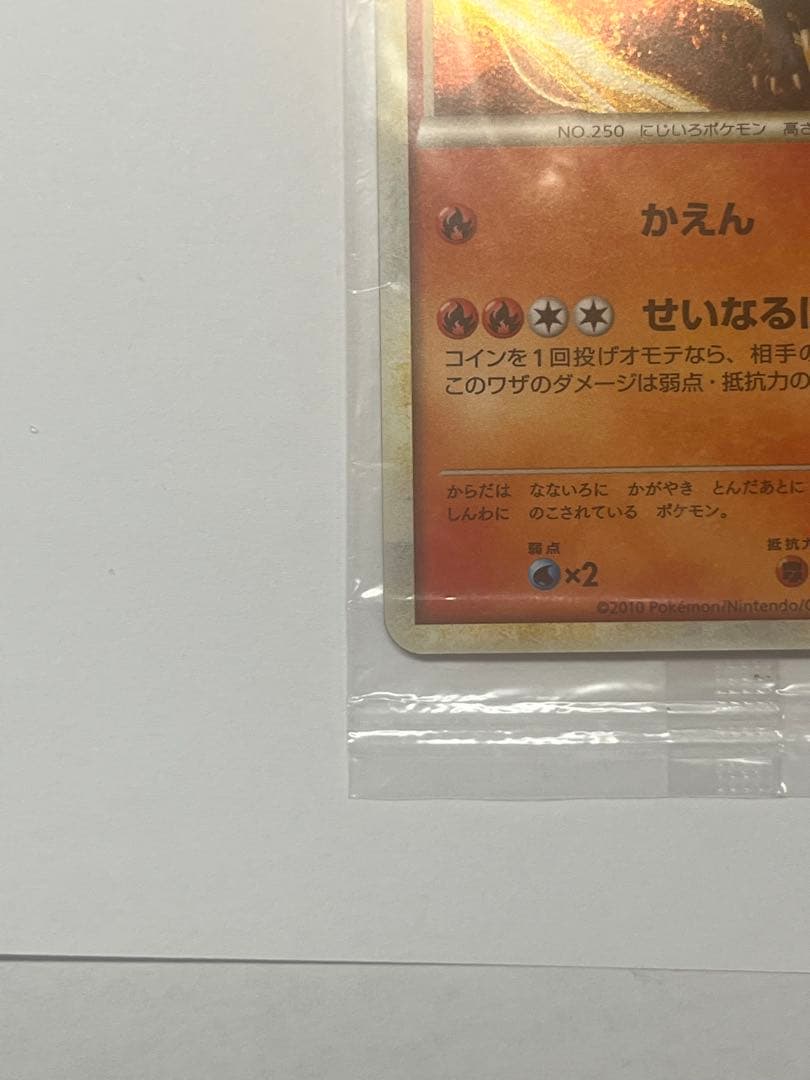 NO.250 にじいろポケモン 高さ
かえん
せいなる
コインを1回投げオモテなら、相手の
このワザのダメージは弱点・抵抗力の
からだは なないろに かがやき とんだあとに
しんわに のこされている ポケモン。
弱点 抵抗力
×2
©2010 Pokémon/Nintendo/